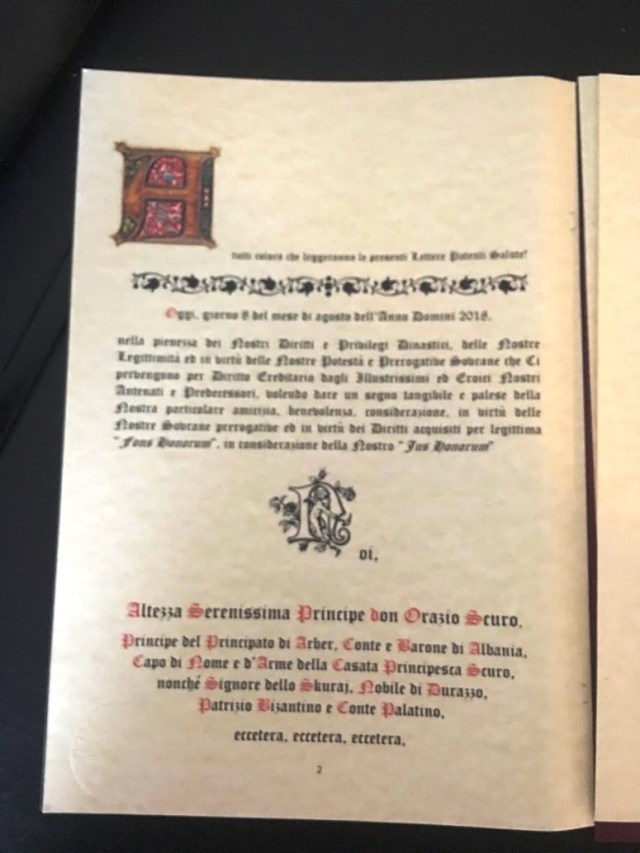 A
tutti coloro che leggeranno le presenti Lettere Patenti Salute!
Oggi, giorno 8 del mese di agosto dell'Anno Domini 2018,
nella pienezza dei Nostri Diritti e Privilegi Dinastici, delle Nostre
Legittimità ed in virtù delle Nostre Potestà e Prerogative Sovrane che Ci
pervengono per Diritto Ereditario dagli Illustrissimi ed Eroici Nostri
Antenati e Predecessori, volendo dare un segno tangibile e palese della
Nostra particolare amicizia, benevolenza, considerazione, in virtù delle
Nostre Sovrane prerogative ed in virtù dei Diritti acquisiti per legittima
"Fons Honorum", in considerazione della Nostro "Jus Honorum"
Noi,
Altezza Serenissima Principe don Orazio Scuro,
Principe del Principato di Arber, Conte e Barone di Albania,
Capo di Nome e d'Arme della Casata Principesca Scuro,
nonché Signore dello Skuraj, Nobile di Durazzo,
Patrizio Bizantino e Conte Palatino,
eccetera, eccetera, eccetera,
2